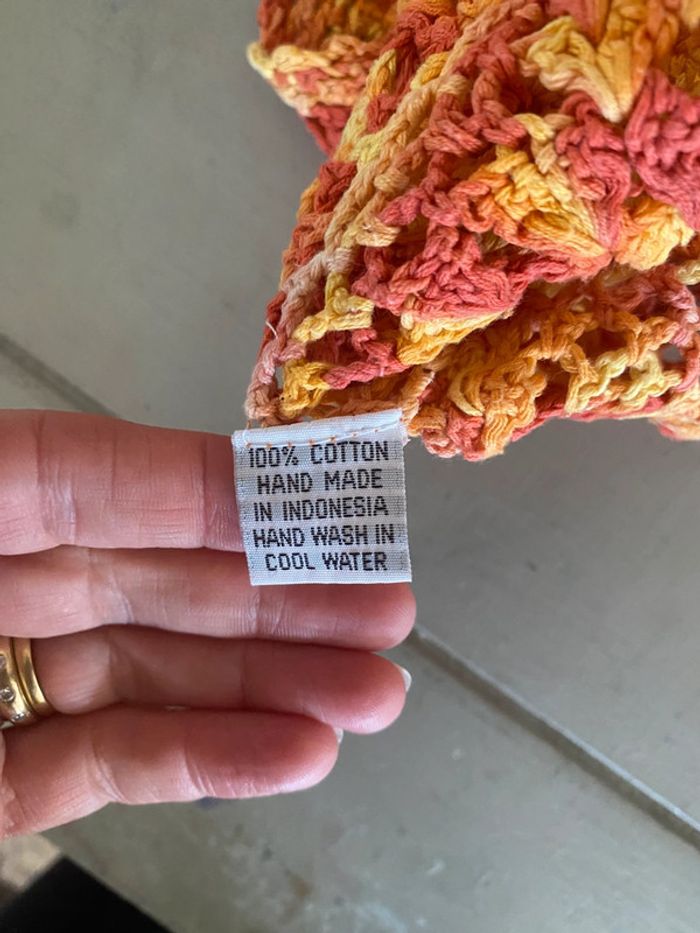 100% COTTON
HAND MADE
IN INDONESIA
HAND WASH IN
COOL WATER